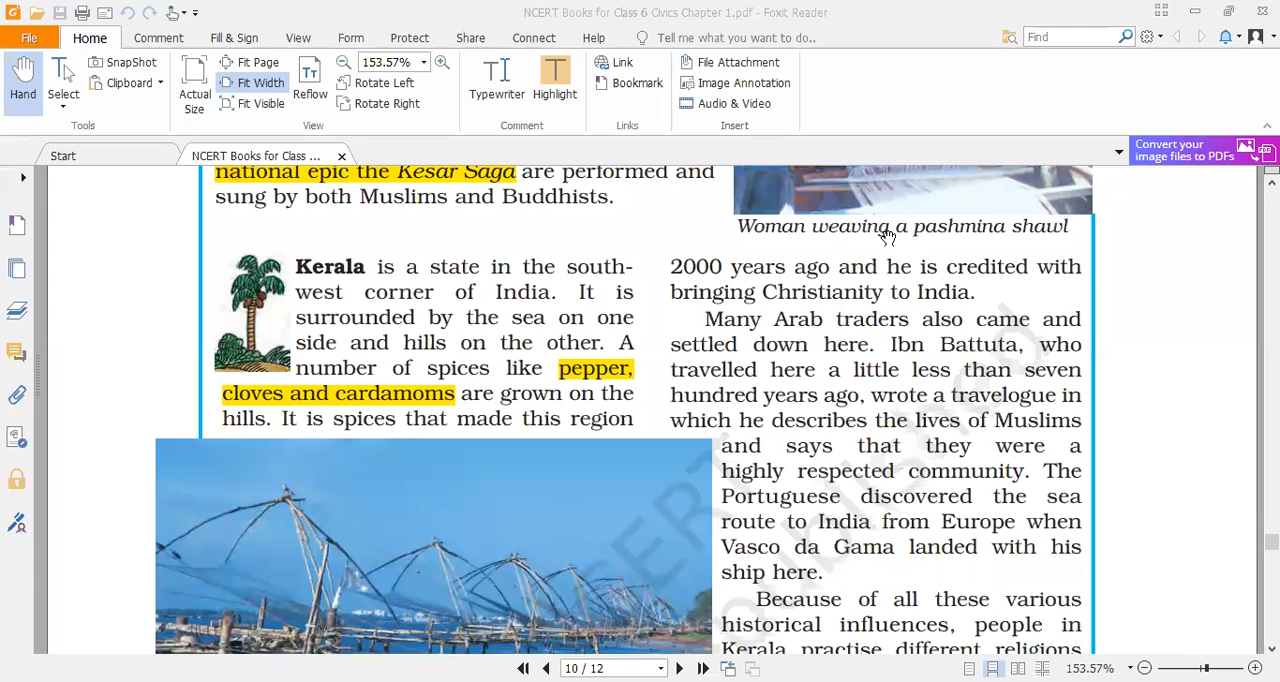 NCERT Books for Class 6 Civics Chapter 1.pdf - Foxit Reader
File Home Comment Fill & Sign View Form Protect Share Connect Help Tell me what you want to do.. Find
Hand
Select
SnapShot
Clipboard
Tools
Actual Size
Fit Page
Fit Width
Fit Visible
Reflow
153.57%
Rotate Left
Rotate Right
View
Typewriter
Highlight
Comment
Link
Bookmark
Links
File Attachment
Image Annotation
Audio & Video
Insert
Start
NCERT Books for Class ...
Convert your
image files to PDFs
national epic the Kesar Saga are performed and
sung by both Muslims and Buddhists.
Kerala is a state in the south-
west corner of India. It is
surrounded by the sea on one
side and hills on the other. A
number of spices like pepper,
cloves and cardamoms are grown on the
hills. It is spices that made this region
Woman weaving a pashmina shawl
2000 years ago and he is credited with
bringing Christianity to India.
Many Arab traders also came and
settled down here. Ibn Battuta, who
travelled here a little less than seven
hundred years ago, wrote a travelogue in
which he describes the lives of Muslims
and says that they were a
highly respected community. The
Portuguese discovered the sea
route to India from Europe when
Vasco da Gama landed with his
ship here.
Because of all these various
historical influences, people in
Kerala practise different religions
10 / 12
153.57%